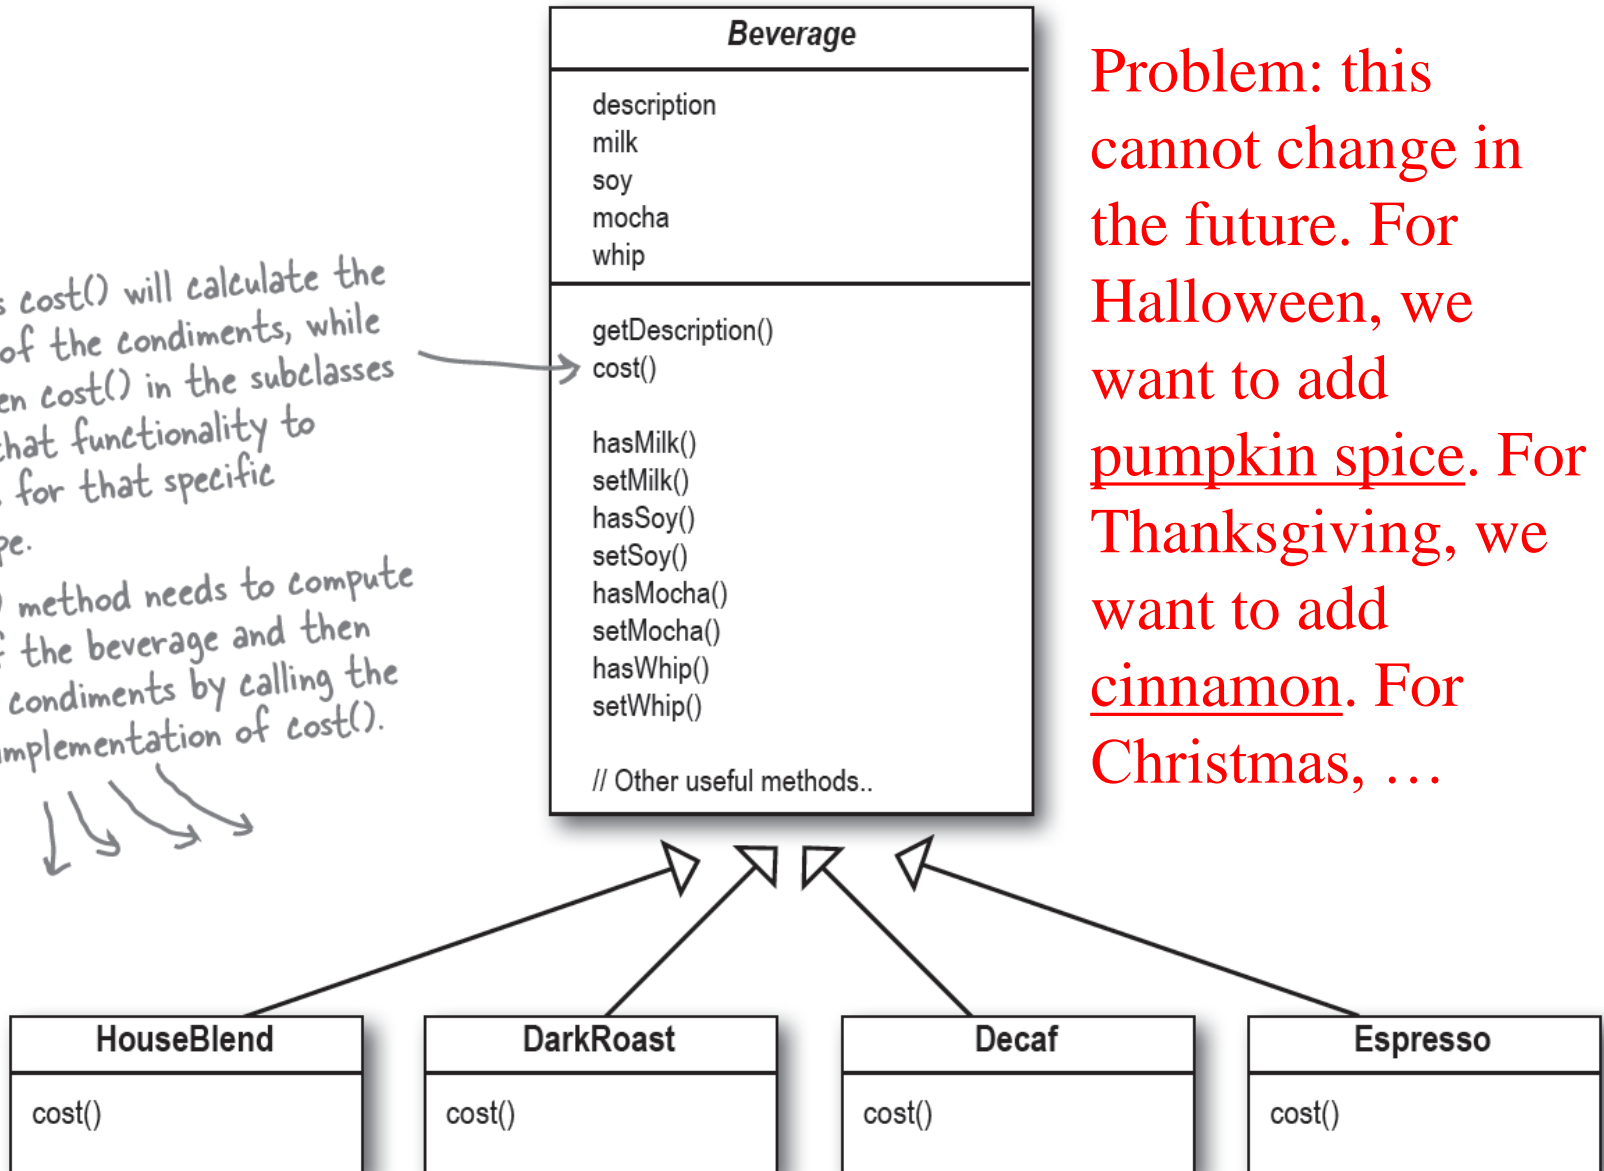 Beverage
description
milk
soy
mocha
whip
getDescription()
cost()
hasMilk()
setMilk()
hasSoy()
setSoy()
hasMocha()
setMocha()
hasWhip()
setWhip()
// Other useful methods..
Problem: this
cannot change in
the future. For
Halloween, we
want to add
pumpkin spice. For
Thanksgiving, we
want to add
cinnamon. For
Christmas, …
cost() will calculate the
of the condiments, while
cost() in the subclasses
that functionality to
for that specific
method needs to compute
the beverage and then
condiments by calling the
implementation of cost().
HouseBlend
cost()
DarkRoast
cost()
Decaf
cost()
Espresso
cost()